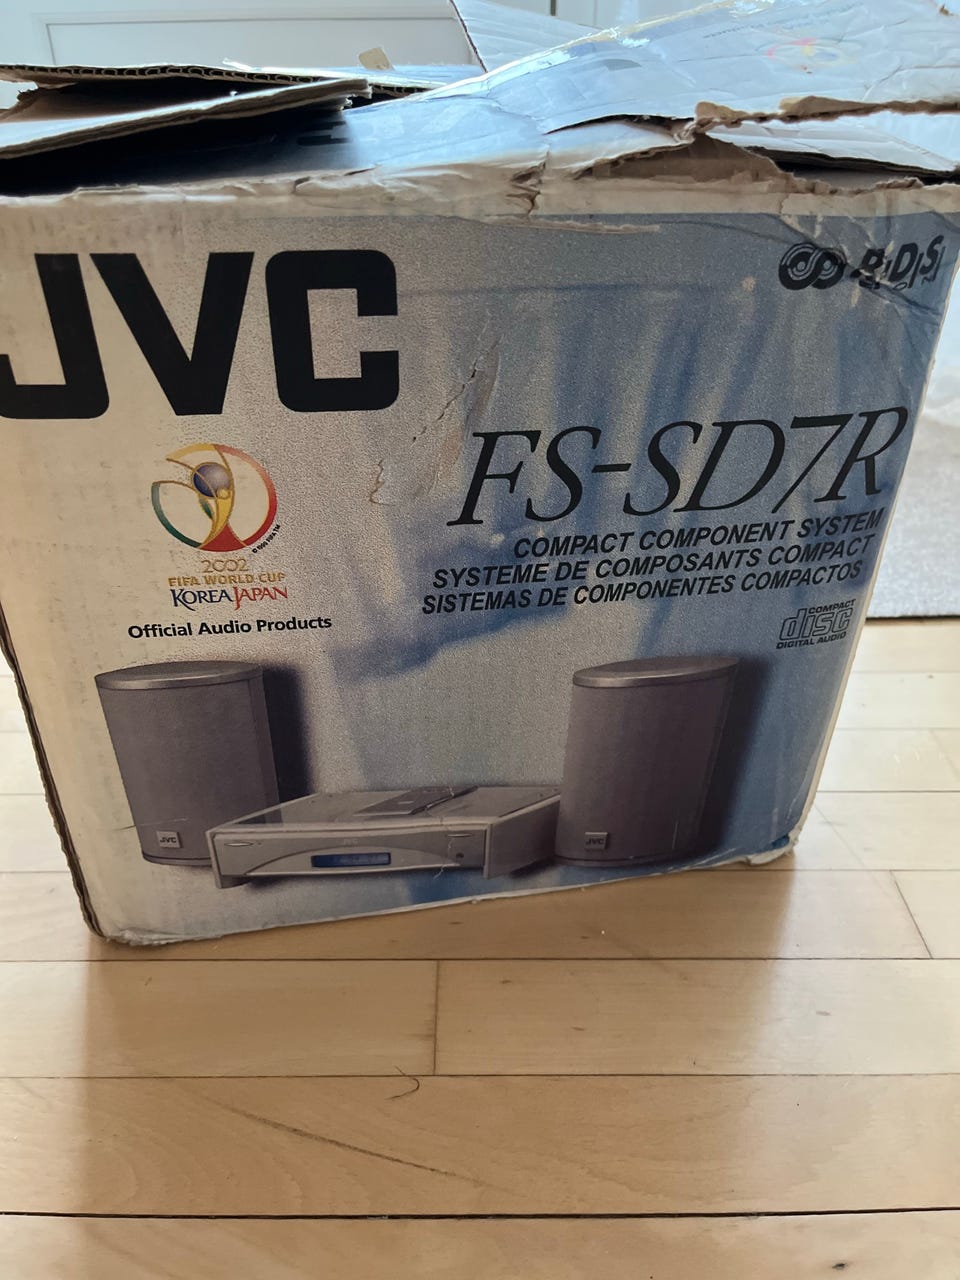 JVC
R·D·S
FS-SD7R
COMPACT COMPONENT SYSTEM
SYSTEME DE COMPOSANTS COMPACT
SISTEMAS DE COMPONENTES COMPACTOS
2002
FIFA WORLD CUP
KOREA JAPAN
Official Audio Products
COMPACT
disc
DIGITAL AUDIO
JVC
JVC
JVC